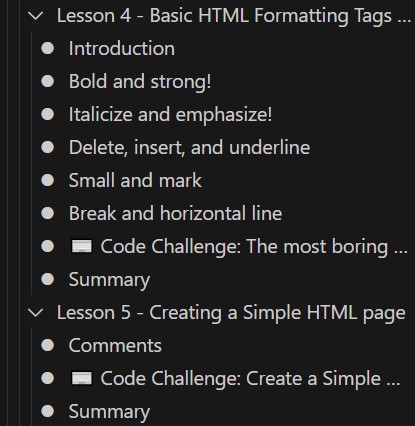 Lesson 4 - Basic HTML Formatting Tags ...
Introduction
Bold and strong!
Italicize and emphasize!
Delete, insert, and underline
Small and mark
Break and horizontal line
Code Challenge: The most boring ...
Summary
Lesson 5 - Creating a Simple HTML page
Comments
Code Challenge: Create a Simple ...
Summary